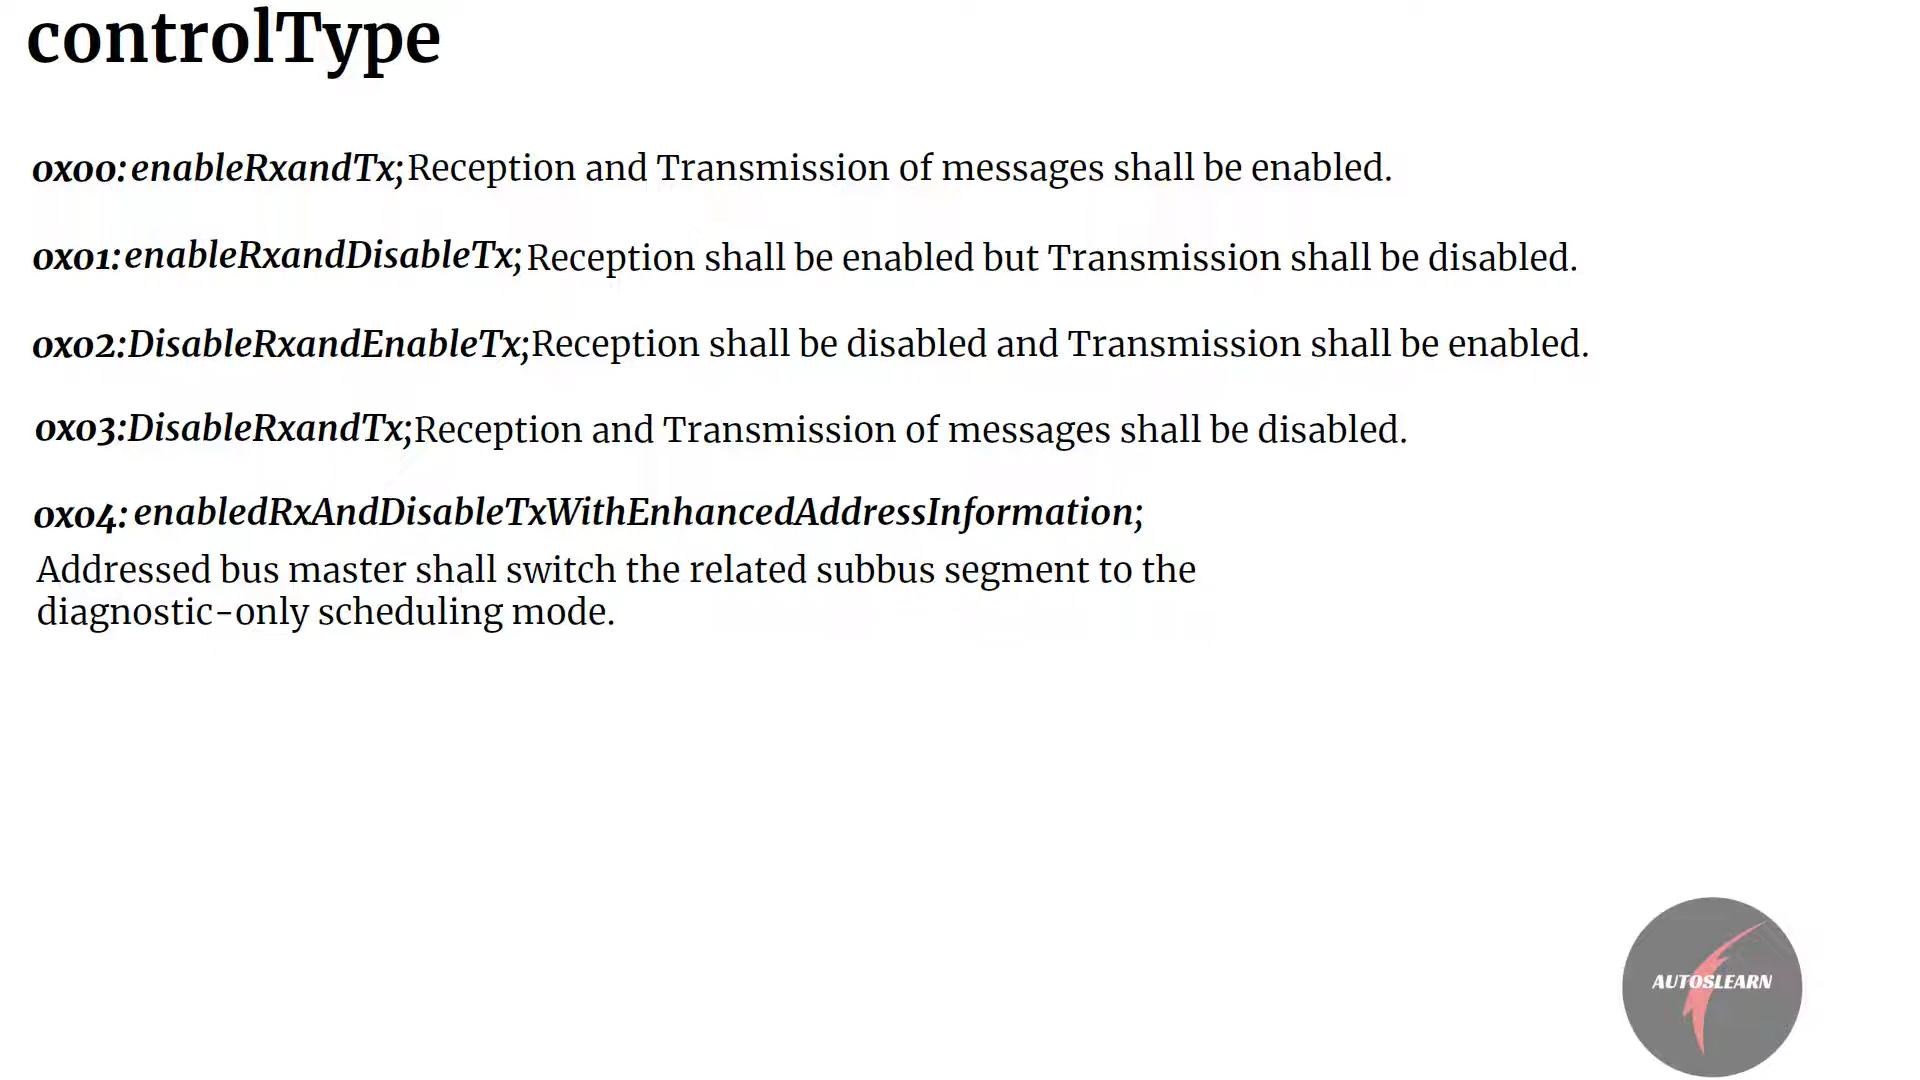 controlType
0x00:enableRxandTx;Reception and Transmission of messages shall be enabled.
0x01:enableRxandDisableTx;Reception shall be enabled but Transmission shall be disabled.
0x02:DisableRxandEnableTx;Reception shall be disabled and Transmission shall be enabled.
0x03:DisableRxandTx;Reception and Transmission of messages shall be disabled.
0x04: enabledRxAndDisableTxWithEnhancedAddressInformation;
Addressed bus master shall switch the related subbus segment to the
diagnostic-only scheduling mode.
AUTOSLEARN